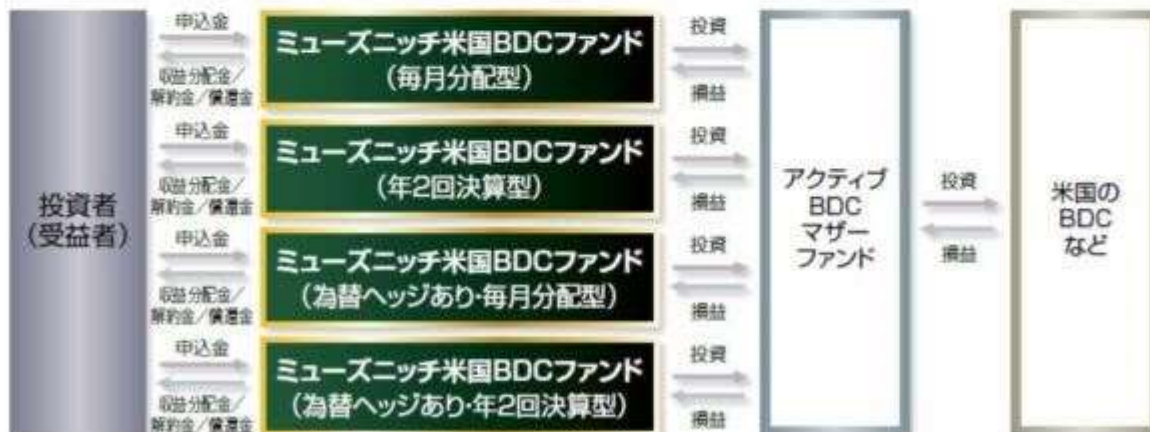 投資者
(受益者)
申込金
収益分配金/
解約金/償還金
ミューズニッチ米国BDCファンド
(毎月分配型)
投資
損益
申込金
収益分配金/
解約金/償還金
ミューズニッチ米国BDCファンド
(年2回決算型)
投資
損益
申込金
収益分配金/
解約金/償還金
ミューズニッチ米国BDCファンド
(為替ヘッジあり・毎月分配型)
投資
損益
申込金
収益分配金/
解約金/償還金
ミューズニッチ米国BDCファンド
(為替ヘッジあり・年2回決算型)
投資
損益
アクティブ
BDC
マザー
ファンド
投資
損益
米国の
BDC
など